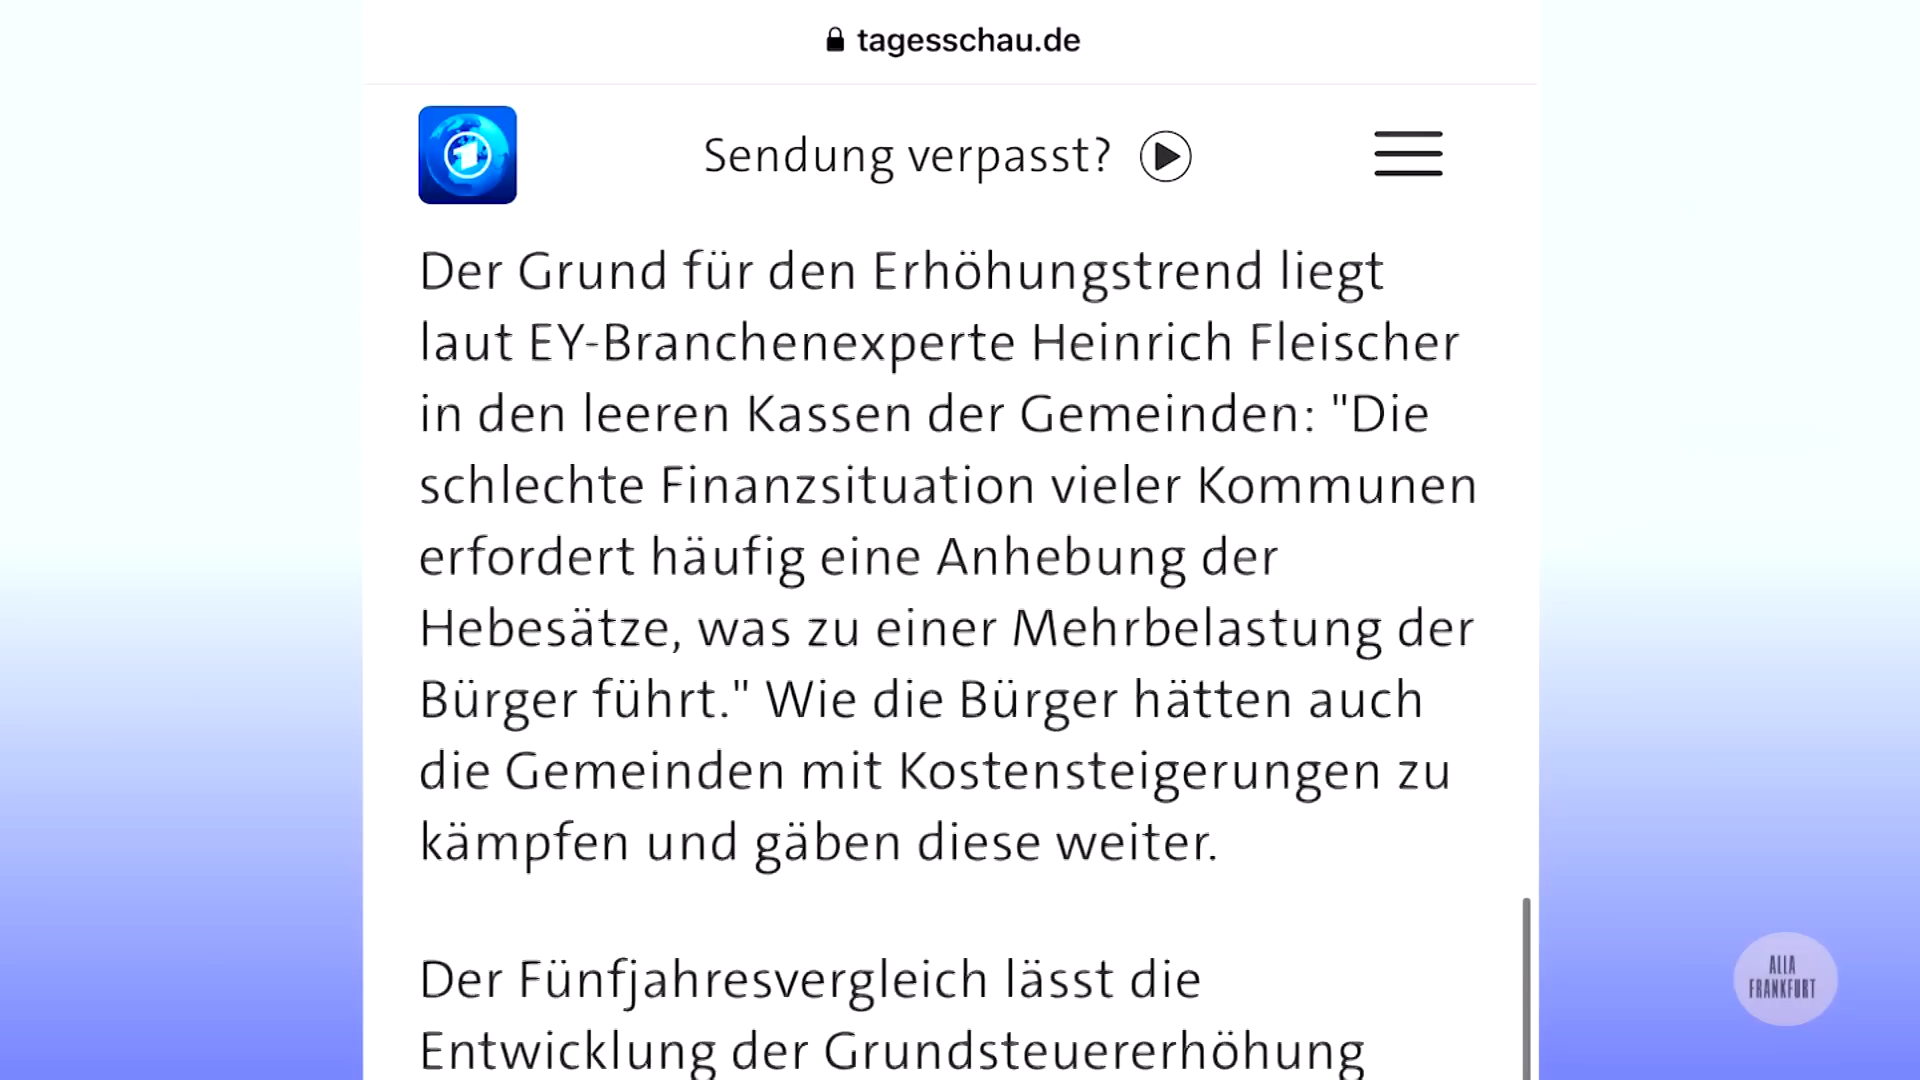 tagesschau.de
Sendung verpasst?
Der Grund für den Erhöhungstrend liegt
laut EY-Branchenexperte Heinrich Fleischer
in den leeren Kassen der Gemeinden: "Die
schlechte Finanzsituation vieler Kommunen
erfordert häufig eine Anhebung der
Hebesätze, was zu einer Mehrbelastung der
Bürger führt." Wie die Bürger hätten auch
die Gemeinden mit Kostensteigerungen zu
kämpfen und gäben diese weiter.
Der Fünfjahresvergleich lässt die
Entwicklung der Grundsteuererhöhung
ALLA
FRANKFURT